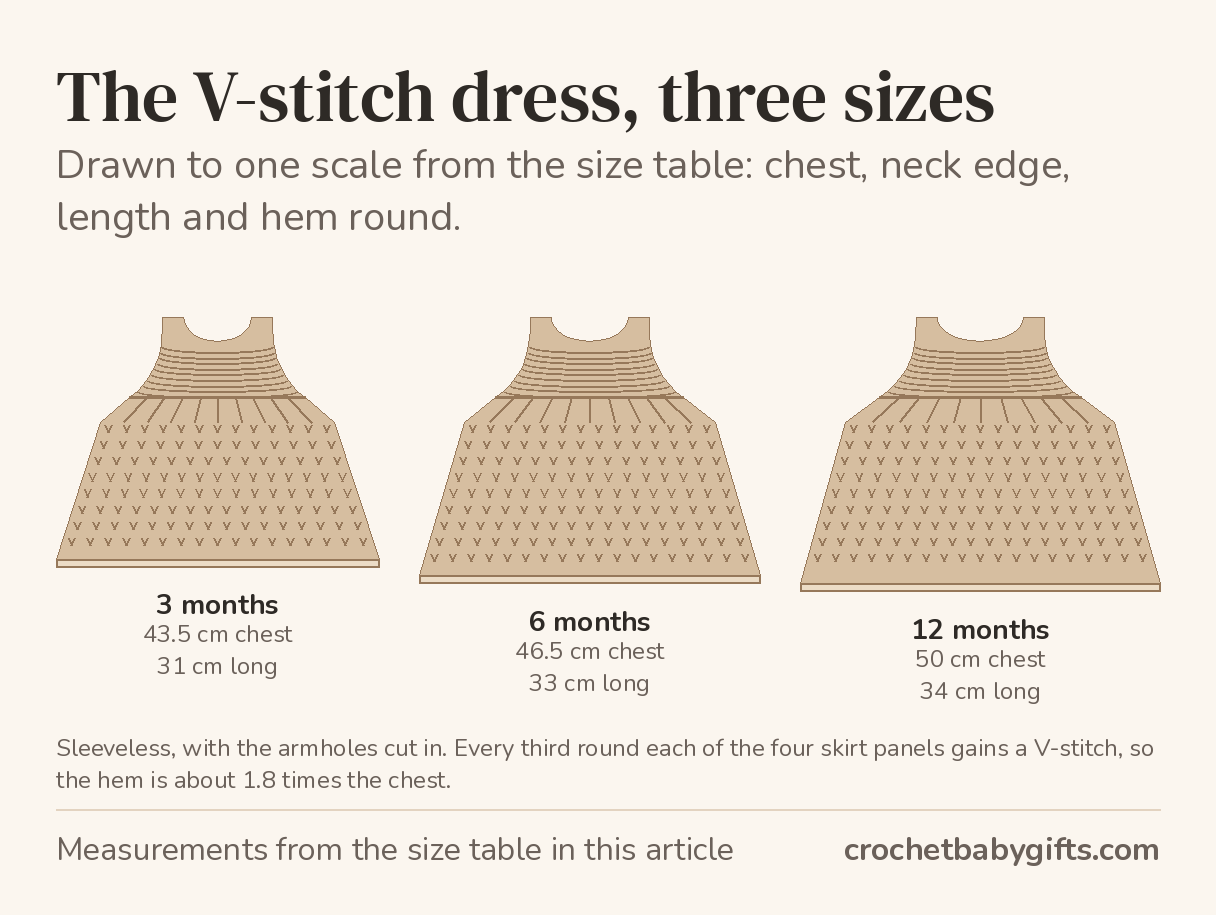 The V-stitch dress, three sizes
Drawn to one scale from the size table: chest, neck edge,
length and hem round.
3 months
43.5 cm chest
31 cm long
6 months
46.5 cm chest
33 cm long
12 months
50 cm chest
34 cm long
Sleeveless, with the armholes cut in. Every third round each of the four skirt panels gains a V-stitch, so
the hem is about 1.8 times the chest.
Measurements from the size table in this article
crochetbabygifts.com